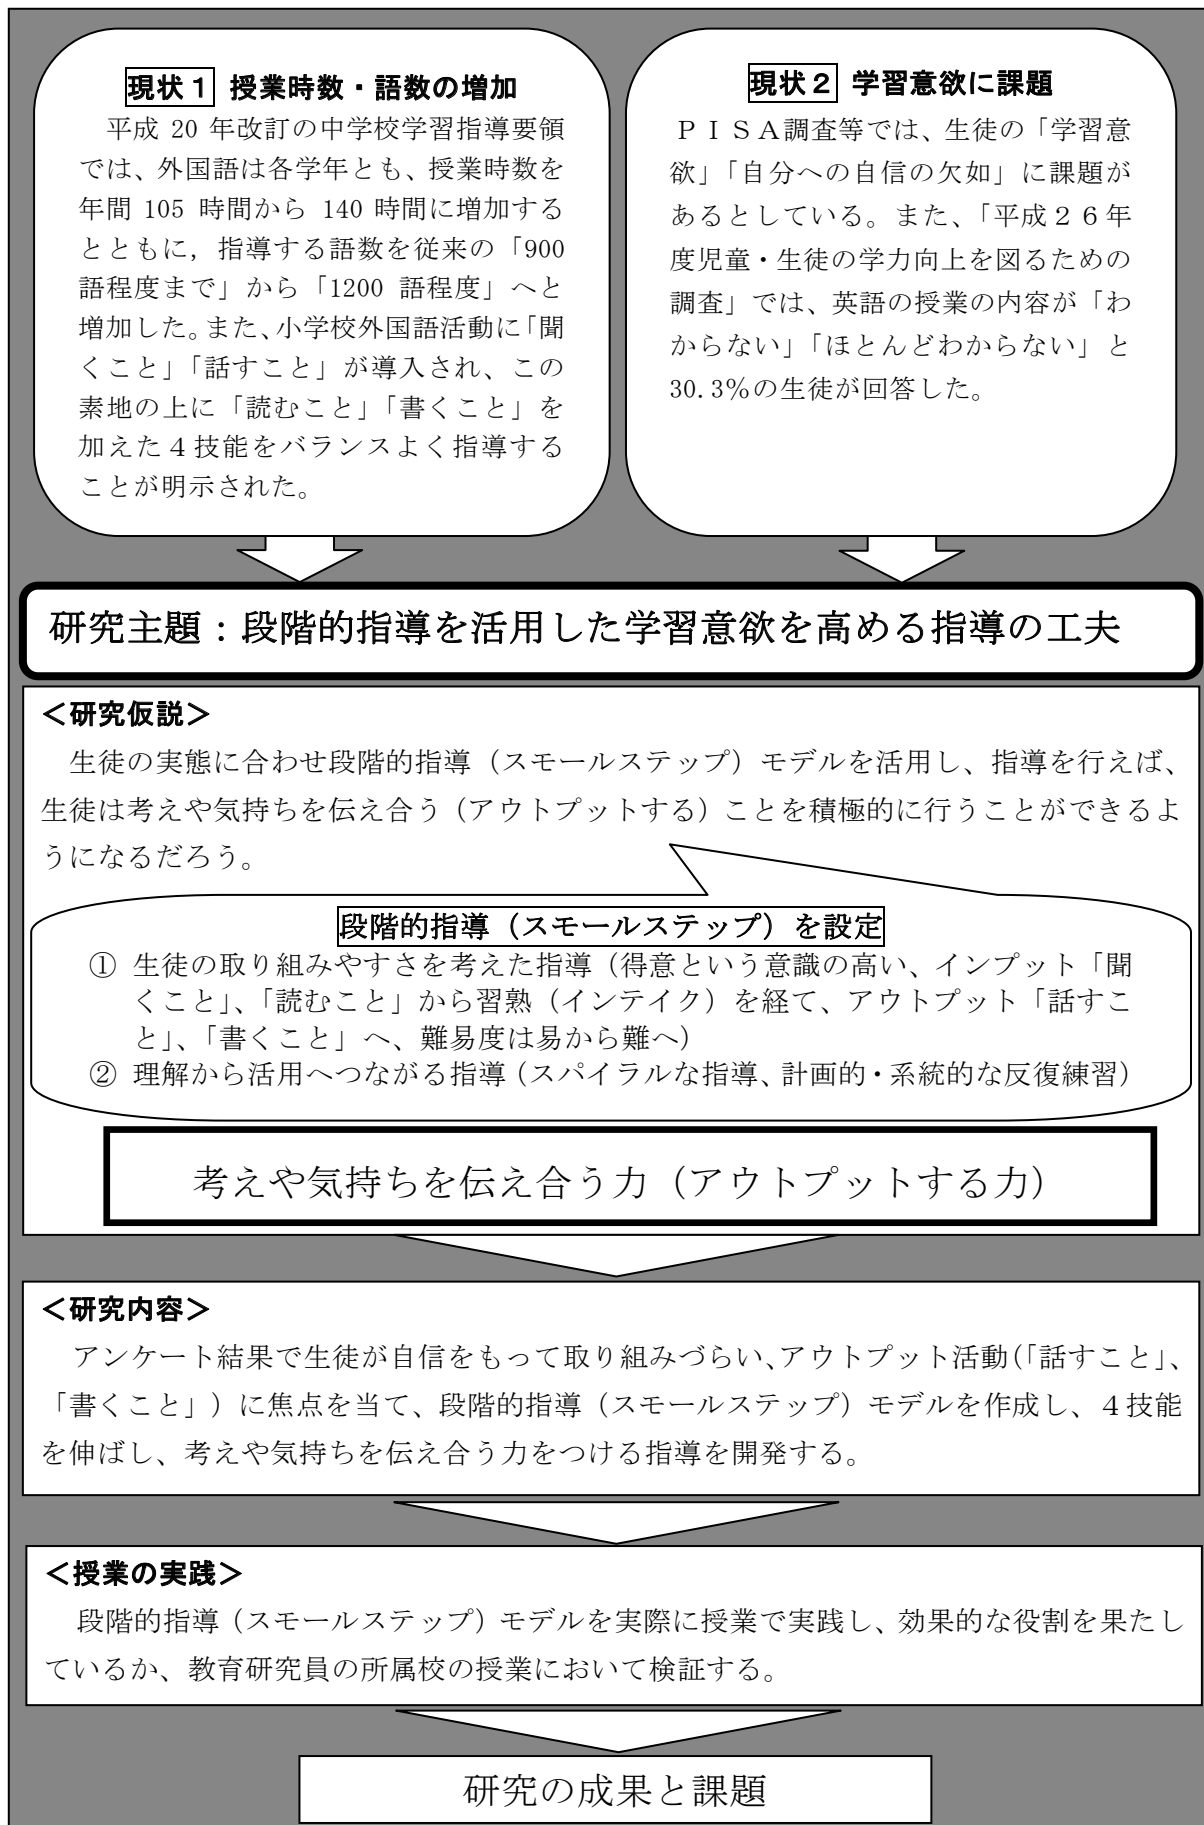 現状１ 授業時数・語数の増加
平成 20 年改訂の中学校学習指導要領
では、外国語は各学年とも、授業時数を
年間 105 時間から 140 時間に増加する
とともに，指導する語数を従来の「900
語程度まで」から「1200 語程度」へと
増加した。また、小学校外国語活動に「聞
くこと」「話すこと」が導入され、この
素地の上に「読むこと」「書くこと」を
加えた４技能をバランスよく指導する
ことが明示された。
現状２ 学習意欲に課題
ＰＩＳＡ調査等では、生徒の「学習意
欲」「自分への自信の欠如」に課題が
あるとしている。また、「平成２６年
度児童・生徒の学力向上を図るための
調査」では、英語の授業の内容が「わ
からない」「ほとんどわからない」と
30.3％の生徒が回答した。
研究主題：段階的指導を活用した学習意欲を高める指導の工夫
＜研究仮説＞
生徒の実態に合わせ段階的指導（スモールステップ）モデルを活用し、指導を行えば、
生徒は考えや気持ちを伝え合う（アウトプットする）ことを積極的に行うことができるよ
うになるだろう。
段階的指導（スモールステップ）を設定
① 生徒の取り組みやすさを考えた指導（得意という意識の高い、インプット「聞
くこと」、「読むこと」から習熟（インテイク）を経て、アウトプット「話すこ
と」、「書くこと」へ、難易度は易から難へ）
② 理解から活用へつながる指導（スパイラルな指導、計画的・系統的な反復練習）
考えや気持ちを伝え合う力（アウトプットする力）
＜研究内容＞
アンケート結果で生徒が自信をもって取り組みづらい、アウトプット活動（「話すこと」、
「書くこと」）に焦点を当て、段階的指導（スモールステップ）モデルを作成し、４技能
を伸ばし、考えや気持ちを伝え合う力をつける指導を開発する。
＜授業の実践＞
段階的指導（スモールステップ）モデルを実際に授業で実践し、効果的な役割を果たし
ているか、教育研究員の所属校の授業において検証する。
研究の成果と課題